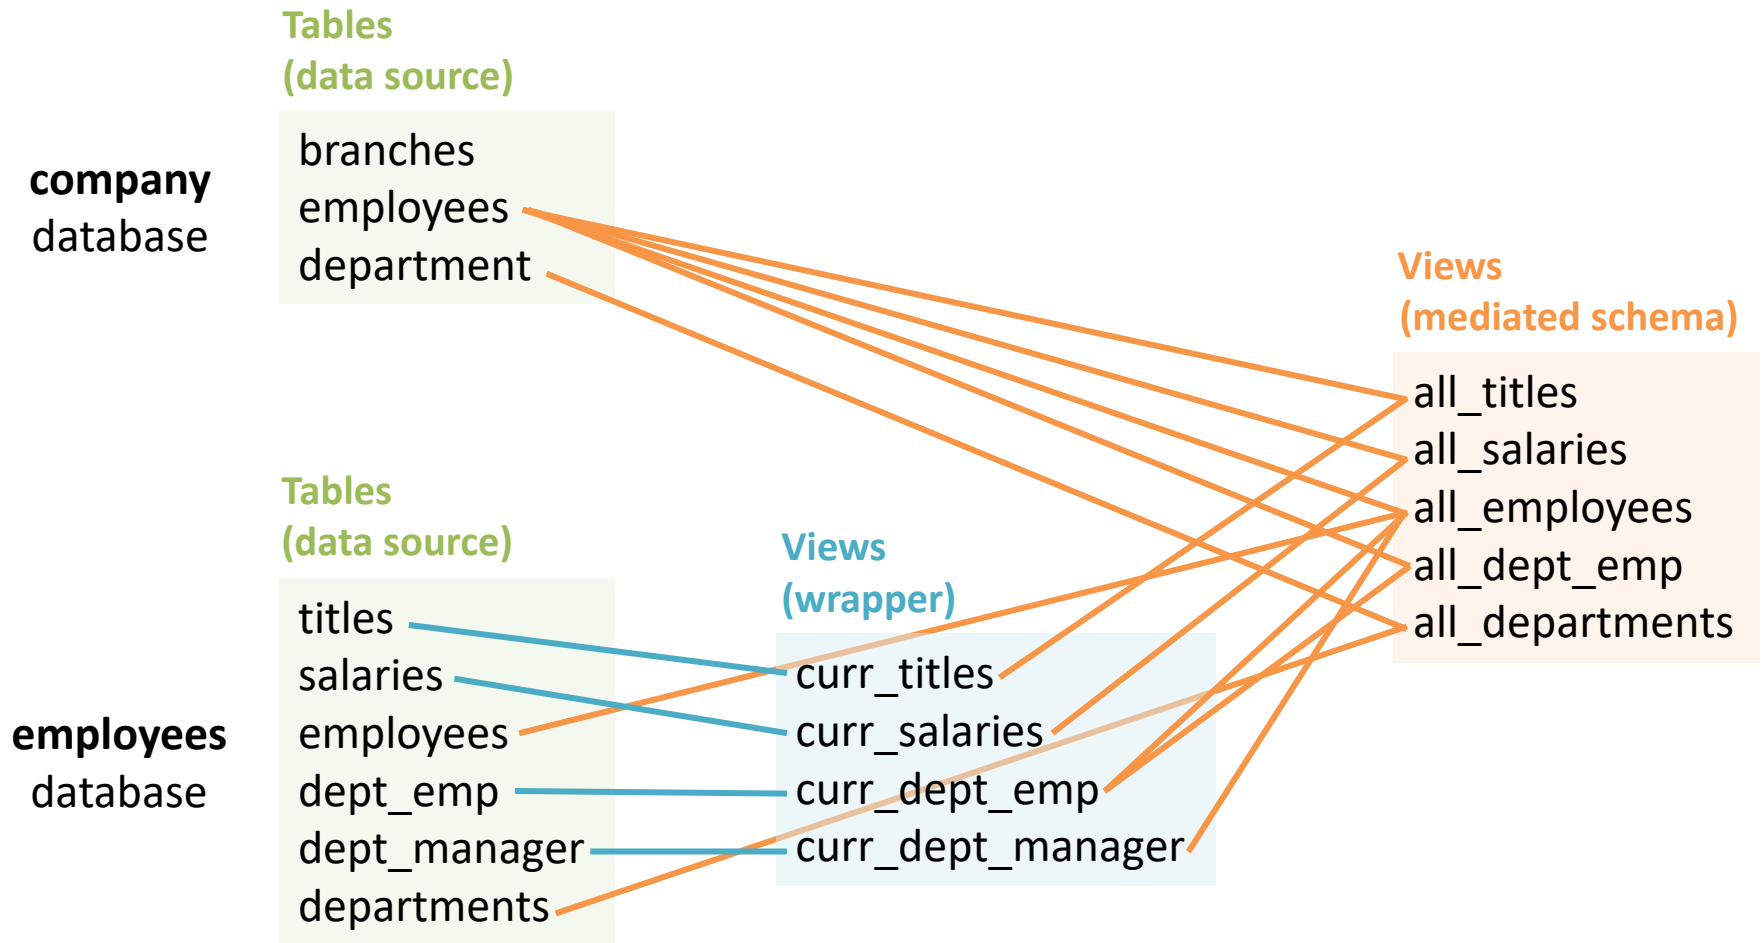 Tables
(data source)
company
database
branches
employees
department
Views
(mediated schema)
all_titles
all_salaries
all_employees
all_dept_emp
all_departments
Tables
(data source)
employees
database
titles
salaries
employees
dept_emp
dept_manager
departments
Views
(wrapper)
curr_titles
curr_salaries
curr_dept_emp
curr_dept_manager